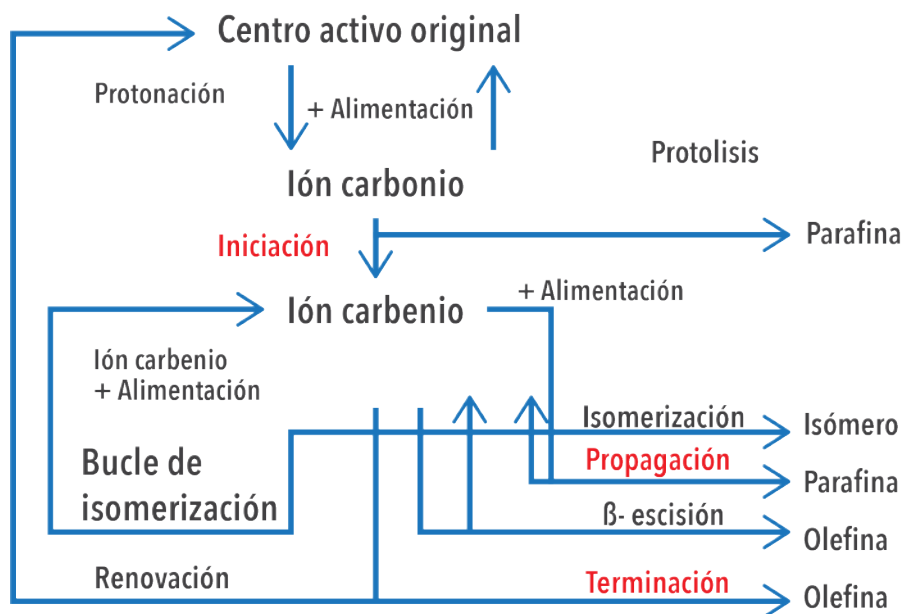 Centro activo original
Protonación
+ Alimentación
Protolisis
Ión carbonio
Parafina
Iniciación
+ Alimentación
Ión carbenio
Ión carbenio
+ Alimentación
Isomerización
Isómero
Bucle de
isomerización
Propagación
Parafina
ß- escisión
Olefina
Renovación
Terminación
Olefina